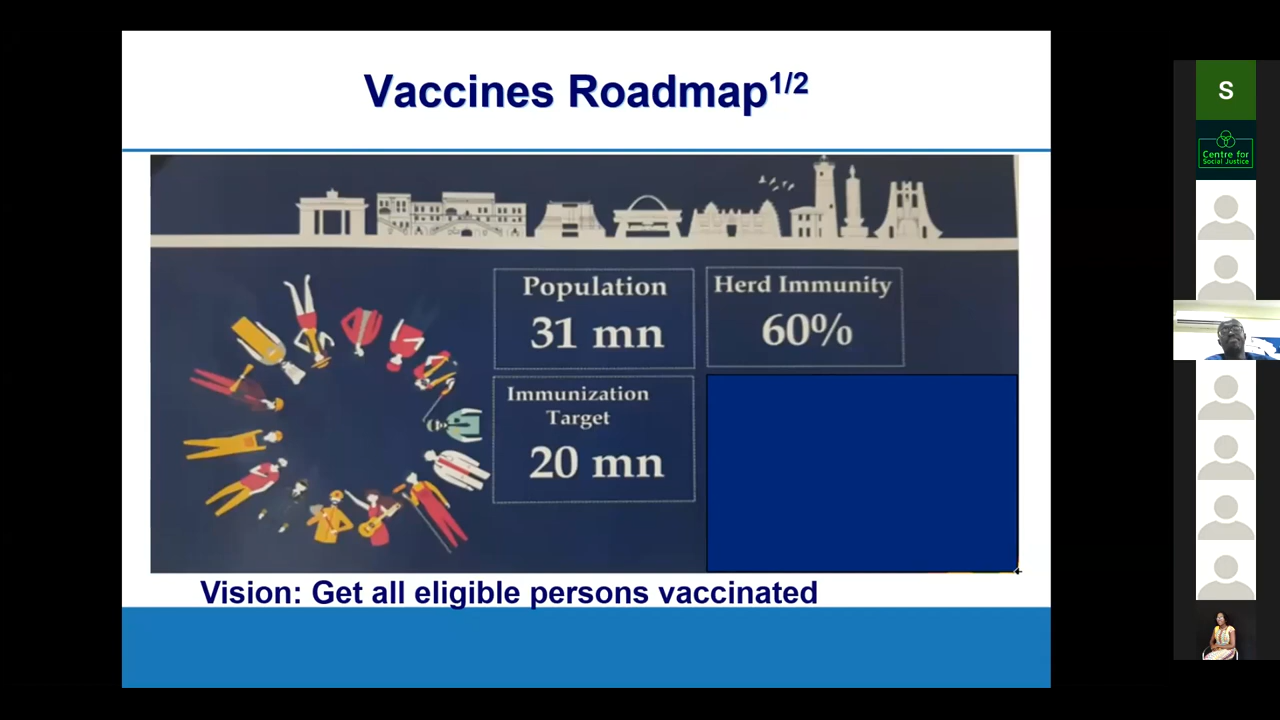 Vaccines Roadmap1/2
Population
31 mn
Herd Immunity
60%
Immunization
Target
20 mn
Vision: Get all eligible persons vaccinated
S
Centre for
Social Justice